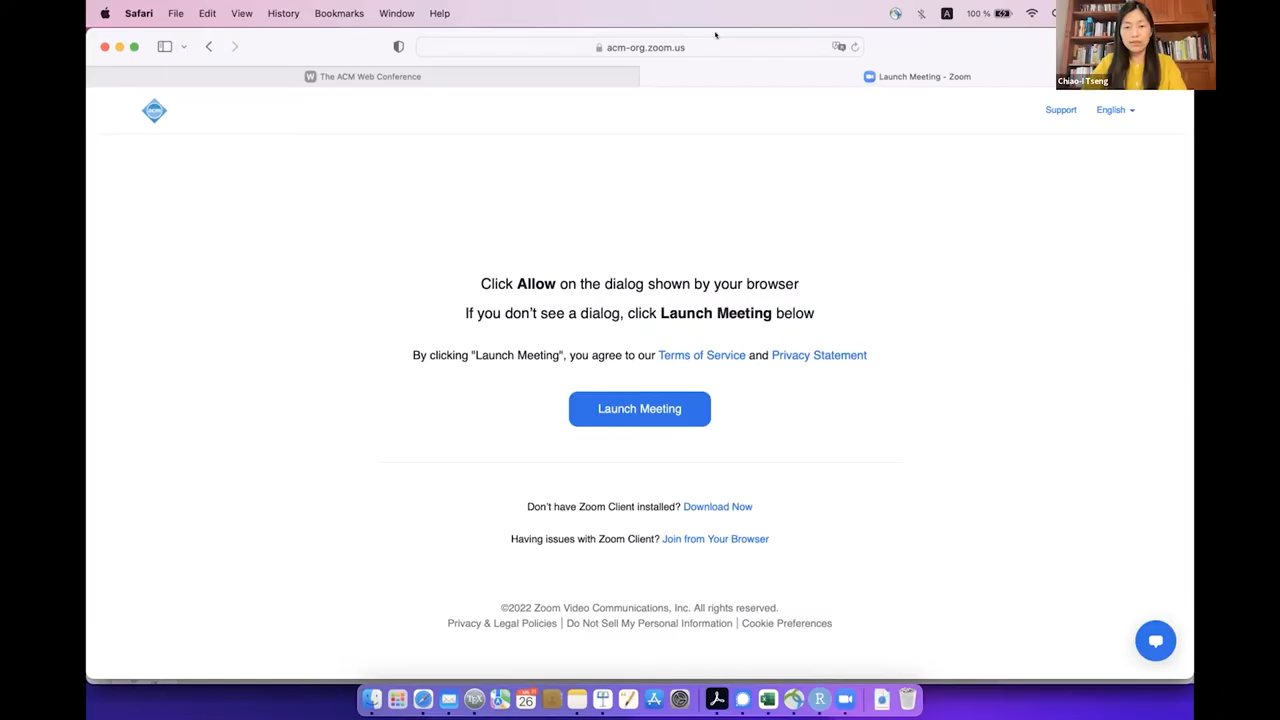 Safari File Edit View History Bookmarks Window Help A 100 %
acm-org.zoom.us
W The ACM Web Conference
Launch Meeting - Zoom
Chiao-I Tseng
acm
Support English
Click Allow on the dialog shown by your browser
If you don't see a dialog, click Launch Meeting below
By clicking "Launch Meeting", you agree to our Terms of Service and Privacy Statement
Launch Meeting
Don't have Zoom Client installed? Download Now
Having issues with Zoom Client? Join from Your Browser
©2022 Zoom Video Communications, Inc. All rights reserved.
Privacy & Legal Policies | Do Not Sell My Personal Information | Cookie Preferences
TEX 26 R